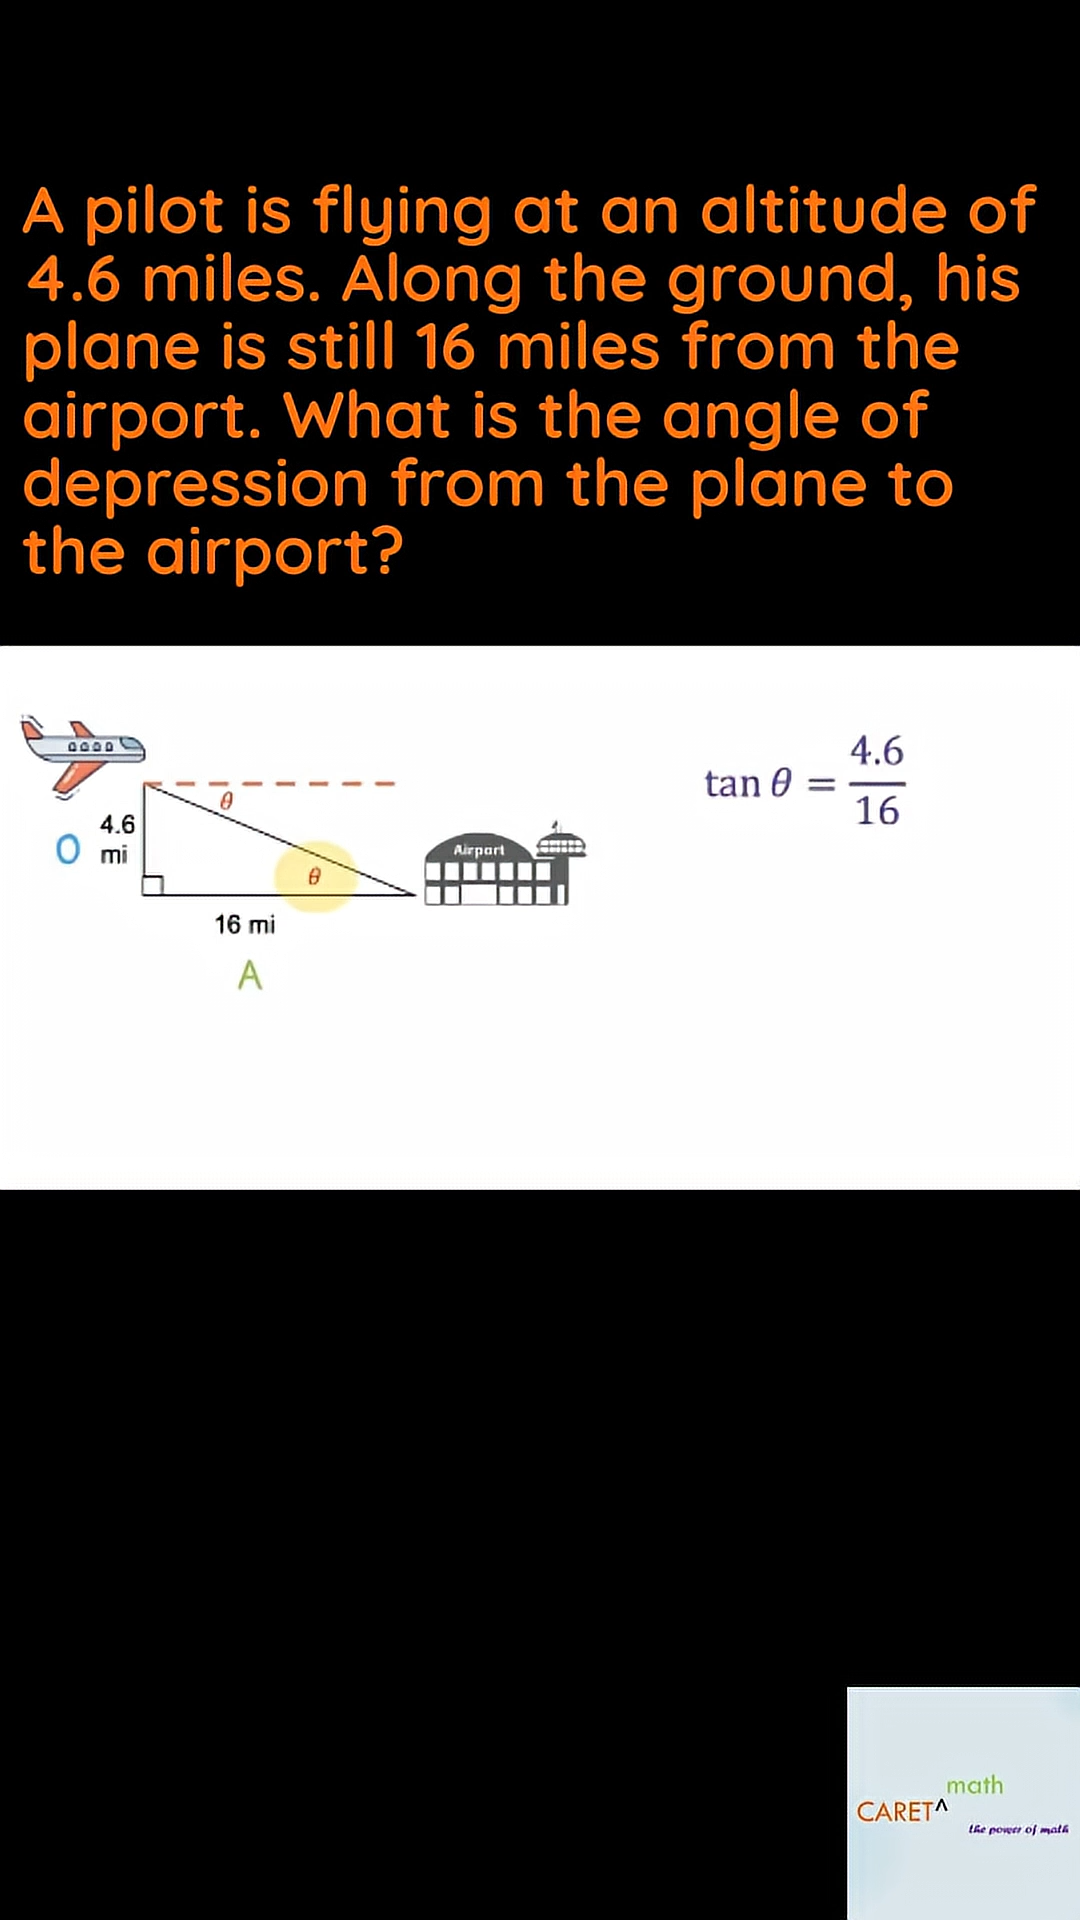 A pilot is flying at an altitude of
4.6 miles. Along the ground, his
plane is still 16 miles from the
airport. What is the angle of
depression from the plane to
the airport?
θ
4.6
O mi
Airport
θ
16 mi
A
tan θ = 4.6/16
math
CARET^
the power of math